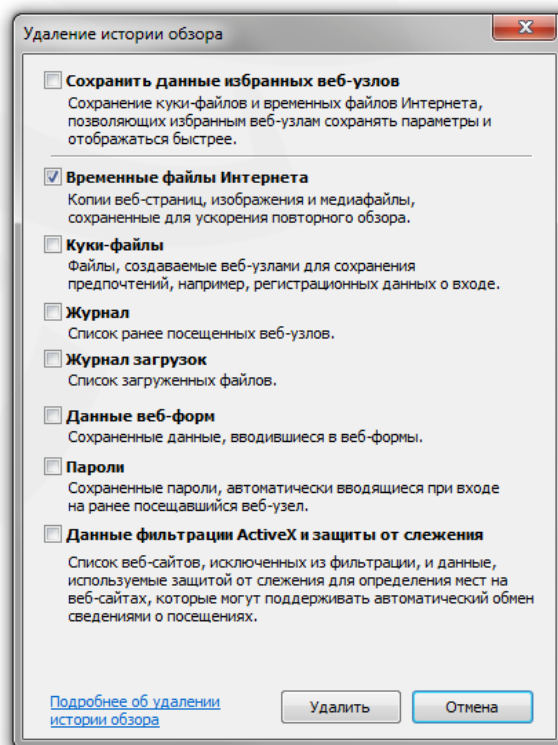 Удаление истории обзора
Сохранить данные избранных веб-узлов
Сохранение куки-файлов и временных файлов Интернета,
позволяющих избранным веб-узлам сохранять параметры и
отображаться быстрее.
Временные файлы Интернета
Копии веб-страниц, изображения и медиафайлы,
сохраненные для ускорения повторного обзора.
Куки-файлы
Файлы, создаваемые веб-узлами для сохранения
предпочтений, например, регистрационных данных о входе.
Журнал
Список ранее посещенных веб-узлов.
Журнал загрузок
Список загруженных файлов.
Данные веб-форм
Сохраненные данные, вводившиеся в веб-формы.
Пароли
Сохраненные пароли, автоматически вводящиеся при входе
на ранее посещавшийся веб-узел.
Данные фильтрации ActiveX и защиты от слежения
Список веб-сайтов, исключенных из фильтрации, и данные,
используемые защитой от слежения для определения мест на
веб-сайтах, которые могут поддерживать автоматический обмен
сведениями о посещениях.
Подробнее об удалении
истории обзора
Удалить
Отмена